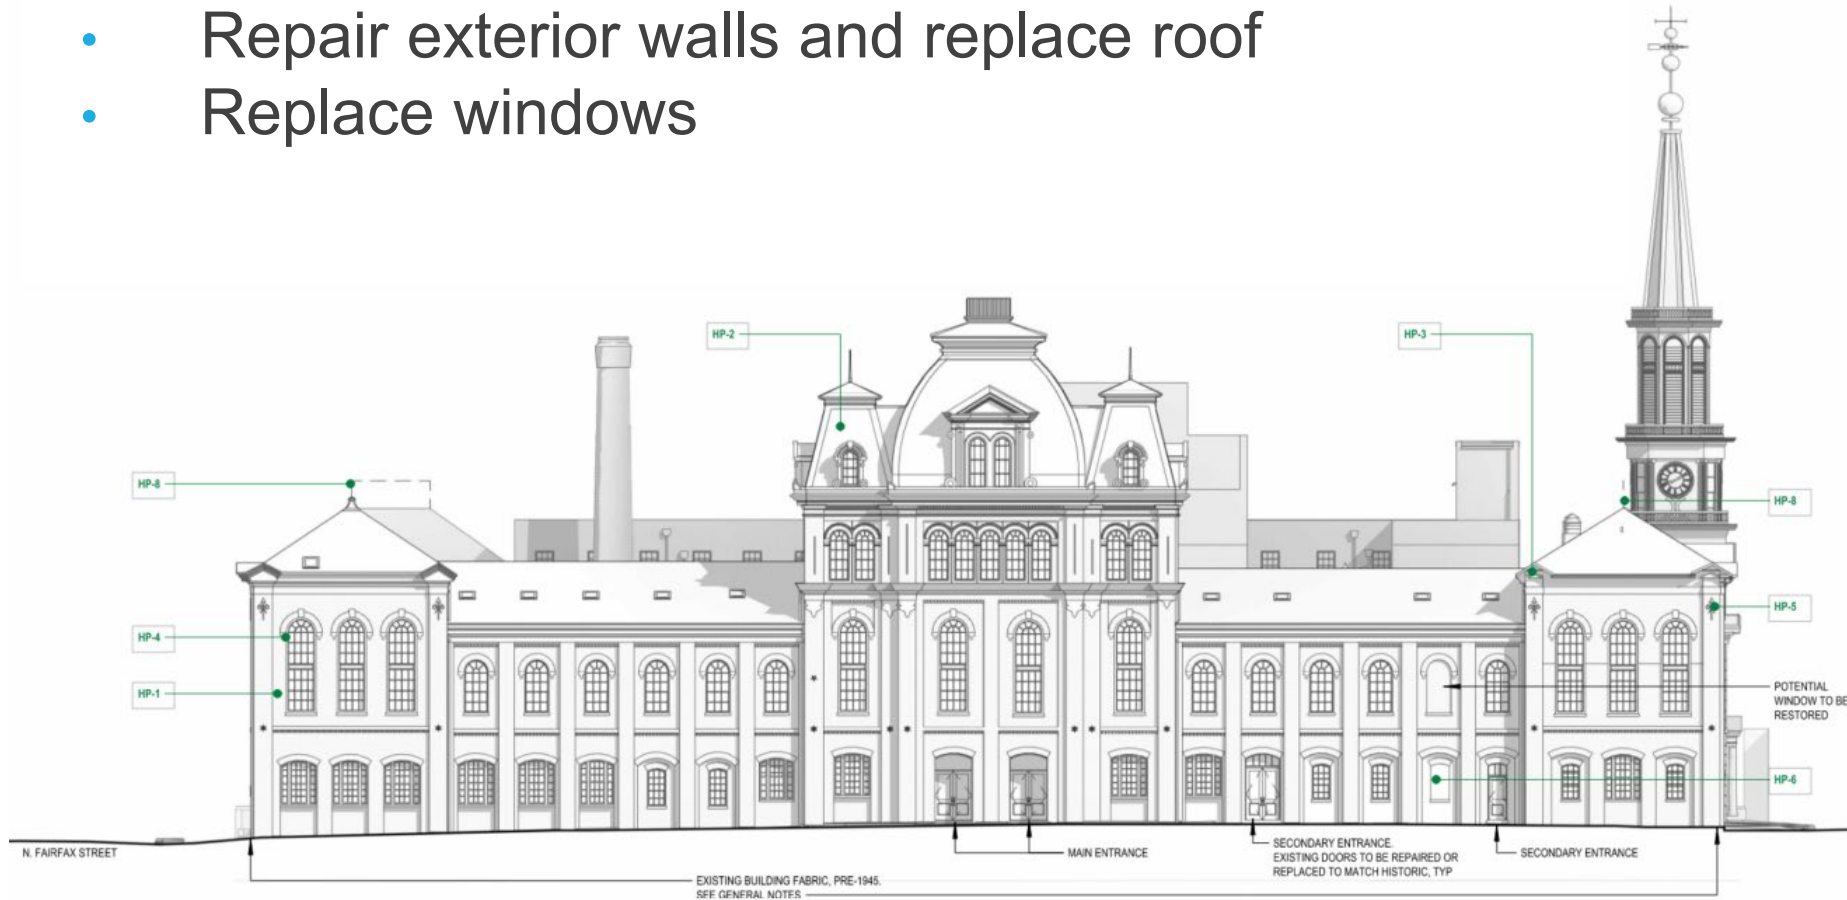 • Repair exterior walls and replace roof
• Replace windows
HP-2
HP-3
HP-8
HP-8
HP-4
HP-5
HP-1
POTENTIAL
WINDOW TO BE
RESTORED
HP-6
N. FAIRFAX STREET
MAIN ENTRANCE
SECONDARY ENTRANCE.
EXISTING DOORS TO BE REPAIRED OR
REPLACED TO MATCH HISTORIC, TYP
SECONDARY ENTRANCE
EXISTING BUILDING FABRIC, PRE-1945.
SEE GENERAL NOTES